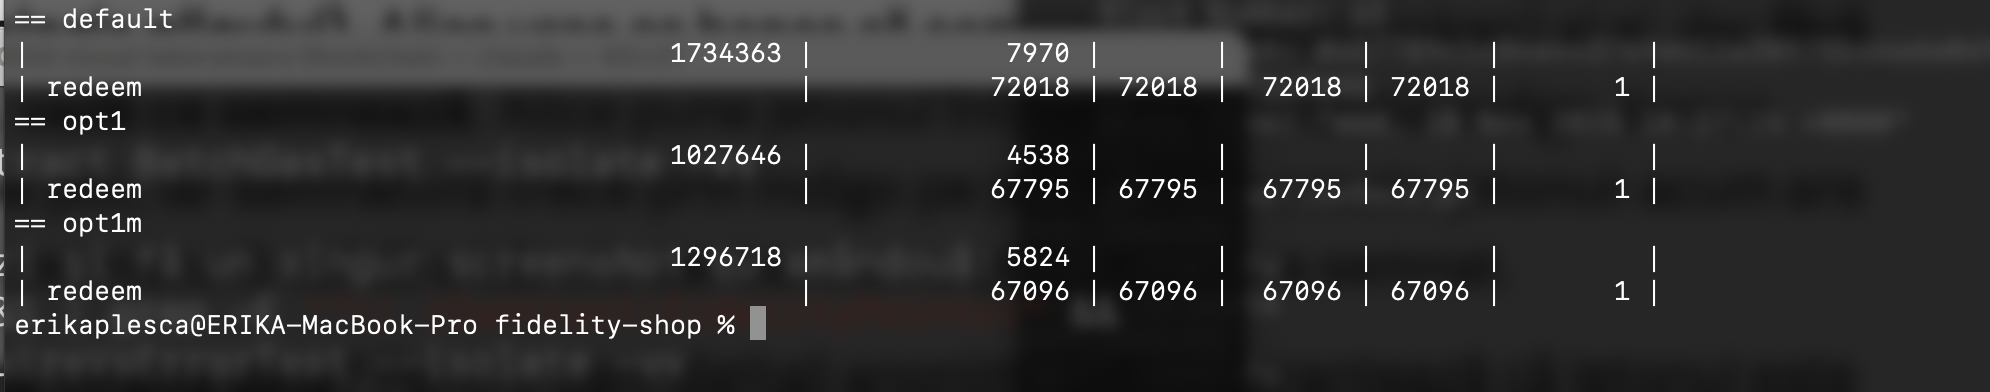 == default
| 1734363 | 7970 | | | | |
| redeem | 72018 | 72018 | 72018 | 72018 | 1 |
== opt1
| 1027646 | 4538 | | | | |
| redeem | 67795 | 67795 | 67795 | 67795 | 1 |
== opt1m
| 1296718 | 5824 | | | | |
| redeem | 67096 | 67096 | 67096 | 67096 | 1 |
erikaplesca@ERIKA-MacBook-Pro fidelity-shop %